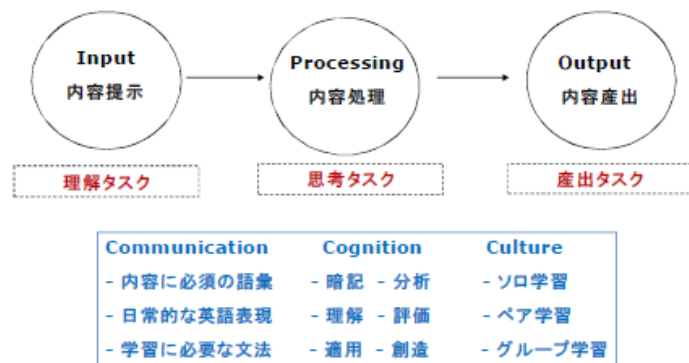 Input
内容提示
Processing
内容処理
Output
内容産出
理解タスク
思考タスク
産出タスク
Communication Cognition Culture
- 内容に必須の語彙 - 暗記 - 分析 - ソロ学習
- 日常的な英語表現 - 理解 - 評価 - ペア学習
- 学習に必要な文法 - 適用 - 創造 - グループ学習